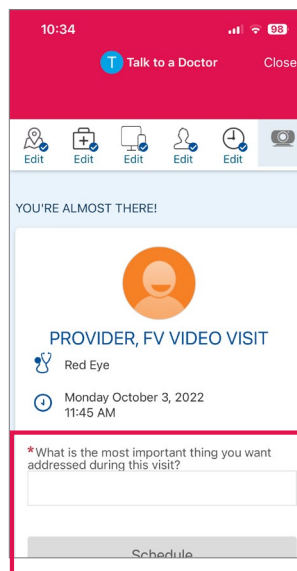 10:34
98
T Talk to a Doctor
Close
Edit
Edit
Edit
Edit
Edit
YOU'RE ALMOST THERE!
PROVIDER, FV VIDEO VISIT
Red Eye
Monday October 3, 2022
11:45 AM
*What is the most important thing you want
addressed during this visit?
Schedule